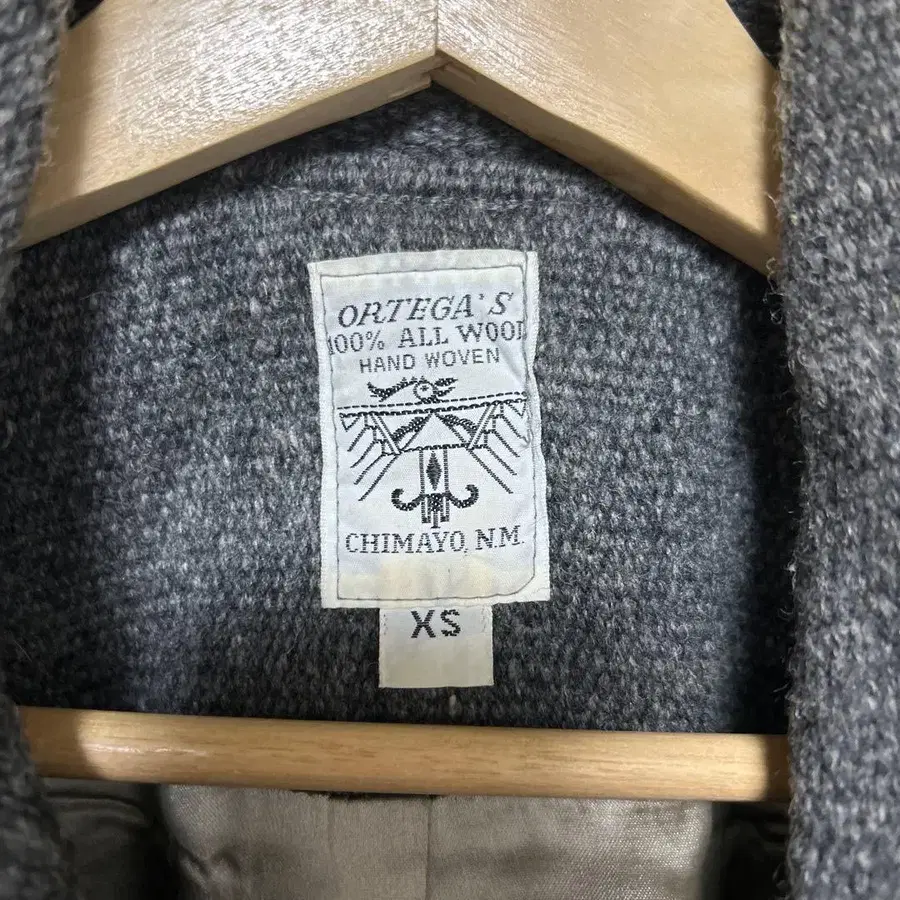 ORTEGA'S
100% ALL WOOL
HAND WOVEN
CHIMAYO, N.M.
XS